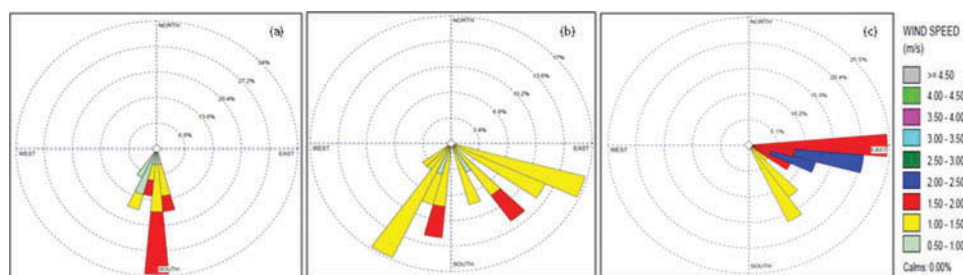 (a)
NORTH
34%
27.2%
20.4%
13.6%
6.8%
WEST
EAST
SOUTH
(b)
NORTH
17%
13.6%
10.2%
6.8%
3.4%
WEST
EAST
SOUTH
(c)
NORTH
25.5%
20.4%
15.3%
10.2%
5.1%
WEST
EAST
SOUTH
WIND SPEED
(m/s)
>= 4.50
4.00 - 4.50
3.50 - 4.00
3.00 - 3.50
2.50 - 3.00
2.00 - 2.50
1.50 - 2.00
1.00 - 1.50
0.50 - 1.00
Calms: 0.00%